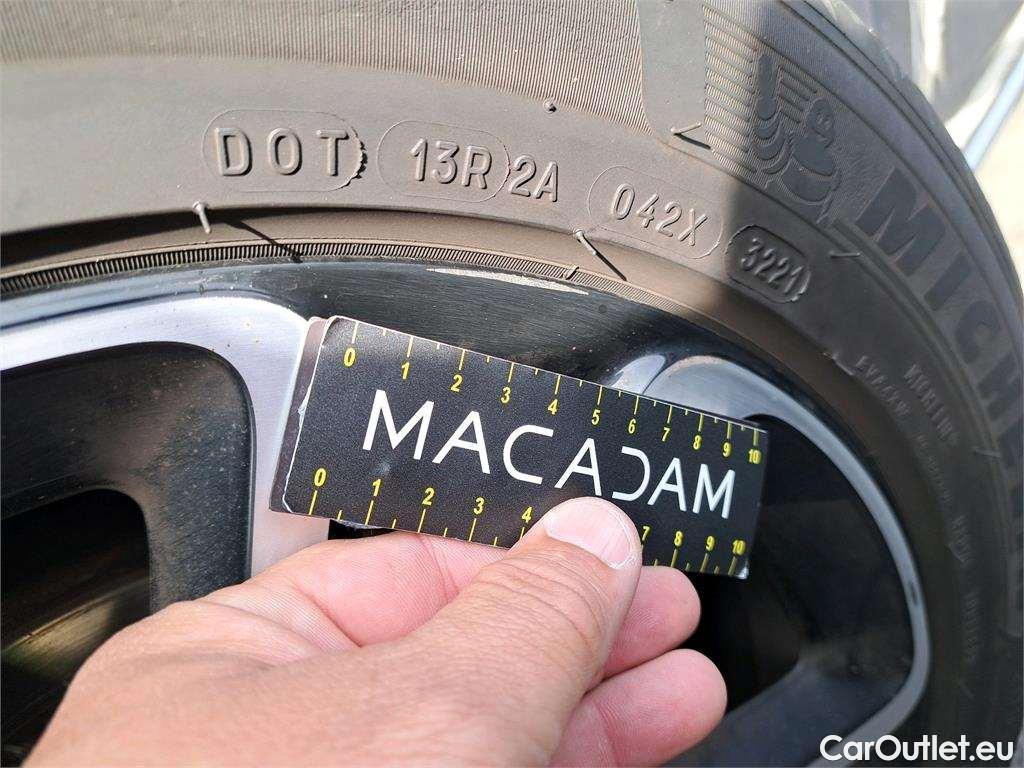 DOT 13R 2A 042X 3221
MICHELIN
0 1 2 3 4 5 6 7 8 9 10
MACADAM
0 1 2 3 4 7 8 9 10
CarOutlet.eu